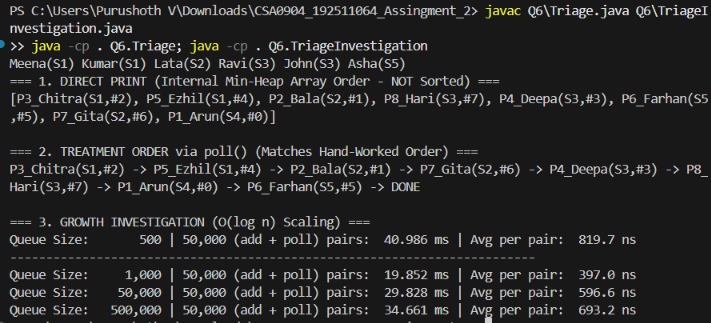 PS C:\Users\Purushoth V\Downloads\CSA0904_192511064_Assingment_2> javac Q6\Triage.java Q6\TriageI
nvestigation.java
>> java -cp . Q6.Triage; java -cp . Q6.TriageInvestigation
Meena(S1) Kumar(S1) Lata(S2) Ravi(S3) John(S3) Asha(S5)
=== 1. DIRECT PRINT (Internal Min-Heap Array Order - NOT Sorted) ===
[P3_Chitra(S1,#2), P5_Ezhil(S1,#4), P2_Bala(S2,#1), P8_Hari(S3,#7), P4_Deepa(S3,#3), P6_Farhan(S5
,#5), P7_Gita(S2,#6), P1_Arun(S4,#0)]
=== 2. TREATMENT ORDER via poll() (Matches Hand-Worked Order) ===
P3_Chitra(S1,#2) -> P5_Ezhil(S1,#4) -> P2_Bala(S2,#1) -> P7_Gita(S2,#6) -> P4_Deepa(S3,#3) -> P8_
Hari(S3,#7) -> P1_Arun(S4,#0) -> P6_Farhan(S5,#5) -> DONE
=== 3. GROWTH INVESTIGATION (O(log n) Scaling) ===
Queue Size:     500 | 50,000 (add + poll) pairs:  40.986 ms | Avg per pair:  819.7 ns
-----------------------------------------------------------------------
Queue Size:   1,000 | 50,000 (add + poll) pairs:  19.852 ms | Avg per pair:  397.0 ns
Queue Size:  50,000 | 50,000 (add + poll) pairs:  29.828 ms | Avg per pair:  596.6 ns
Queue Size: 500,000 | 50,000 (add + poll) pairs:  34.661 ms | Avg per pair:  693.2 ns